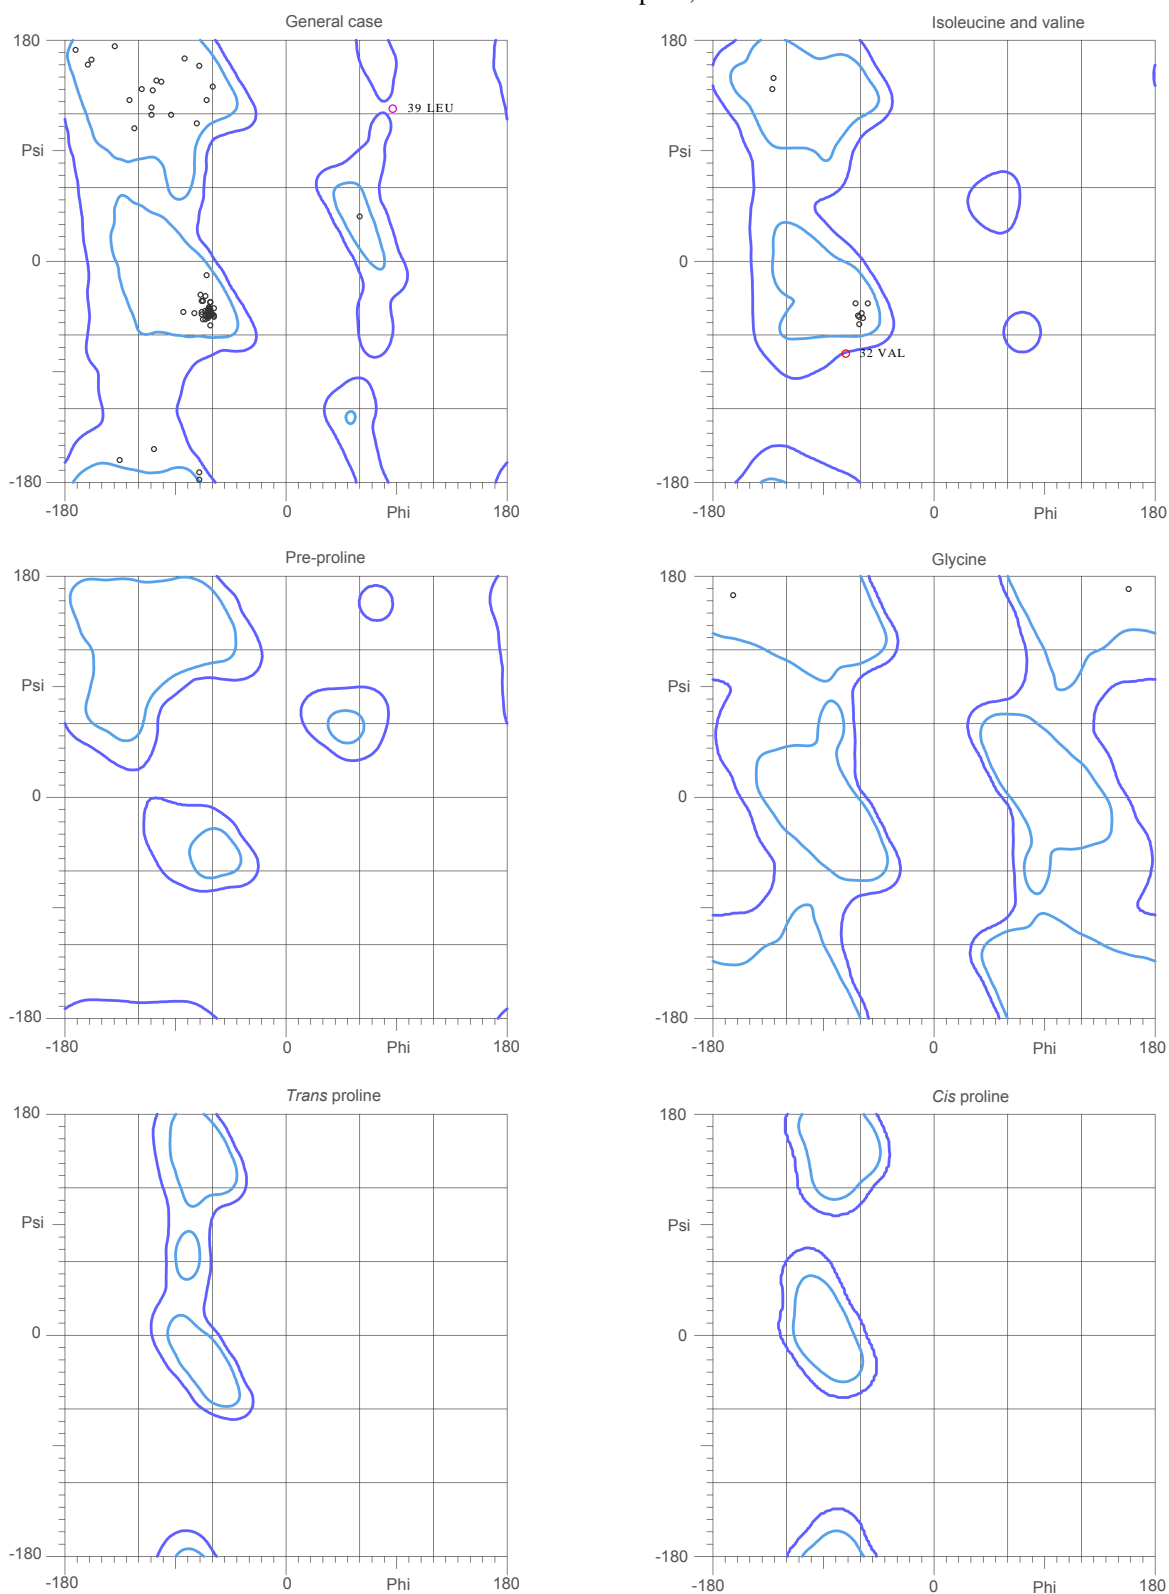 General case
Isoleucine and valine
180
39 LEU
Psi
0
-180
-180
0
Phi
180
180
Psi
0
32 VAL
-180
-180
0
Phi
180
Pre-proline
Glycine
180
Psi
0
-180
-180
0
Phi
180
180
Psi
0
-180
-180
0
Phi
180
Trans proline
Cis proline
180
Psi
0
-180
-180
0
Phi
180
180
Psi
0
-180
-180
0
Phi
180